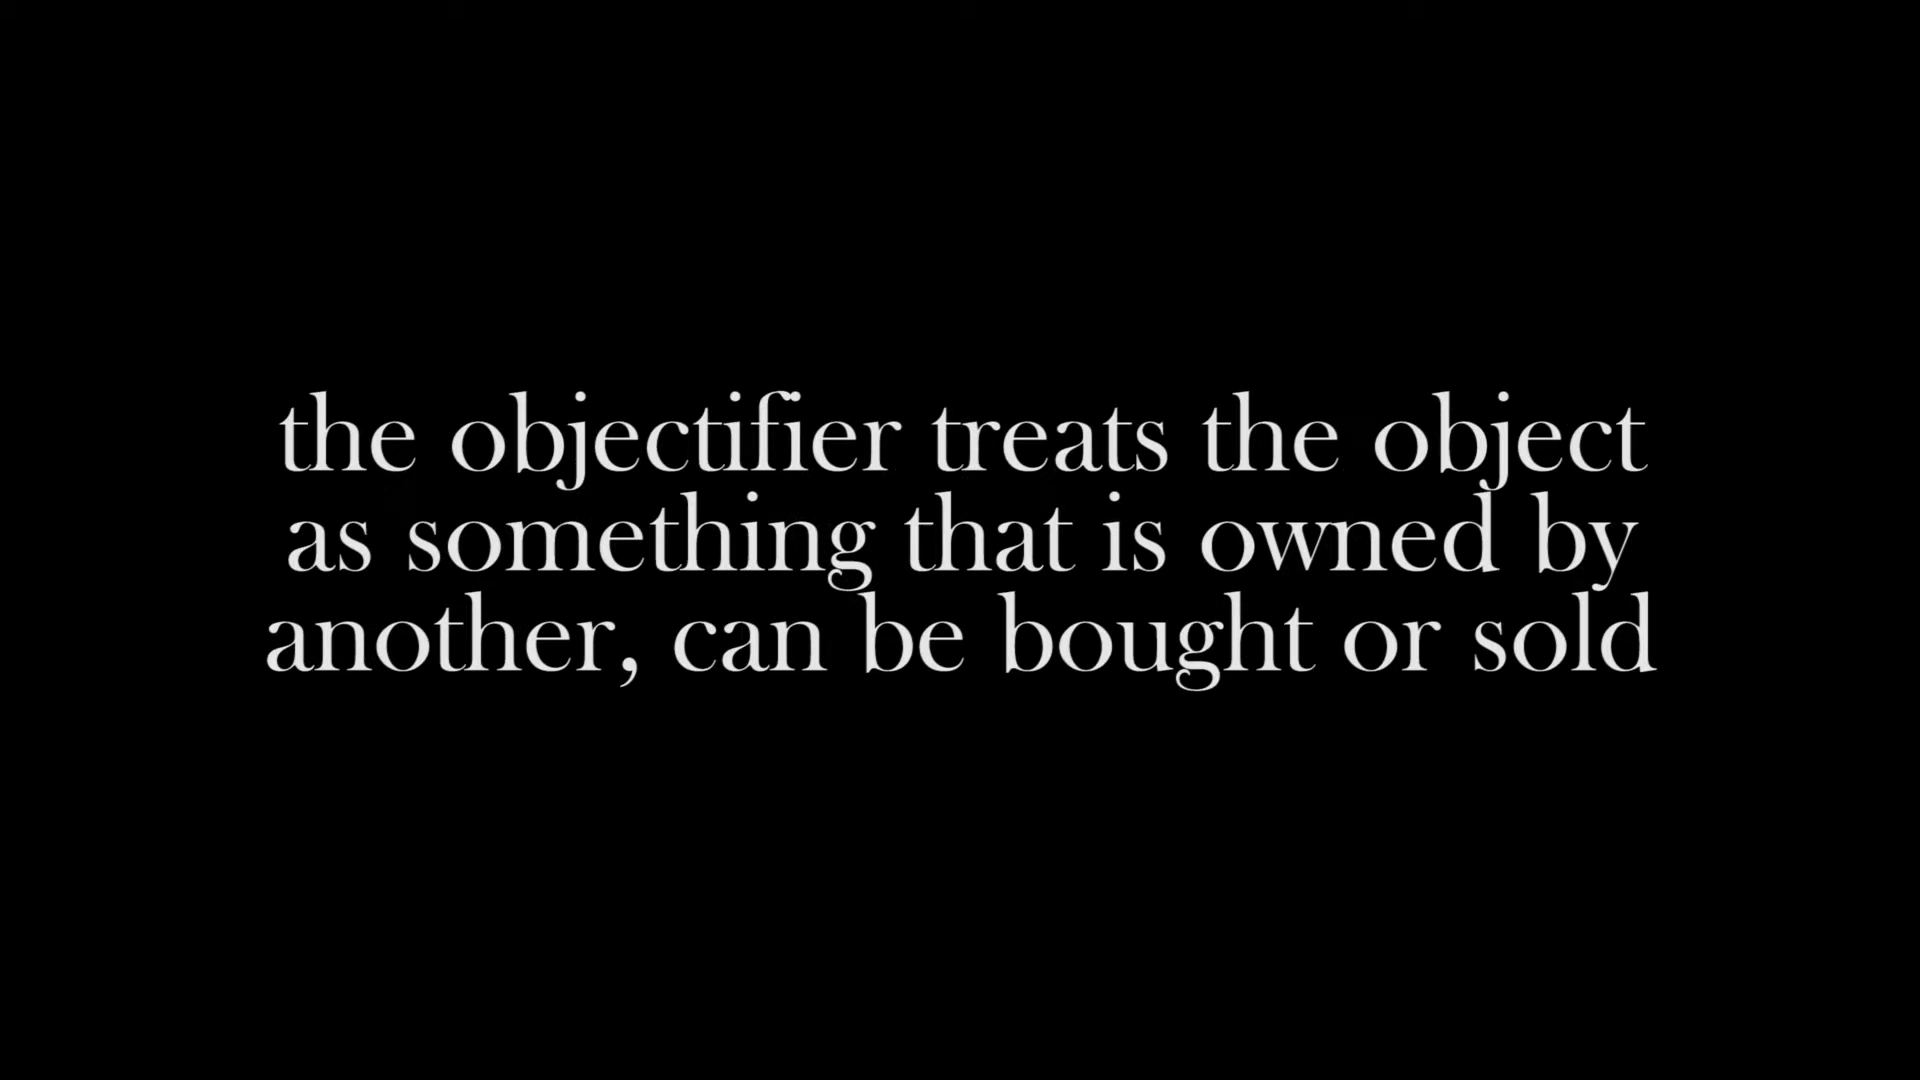 the objectifier treats the object
as something that is owned by
another, can be bought or sold